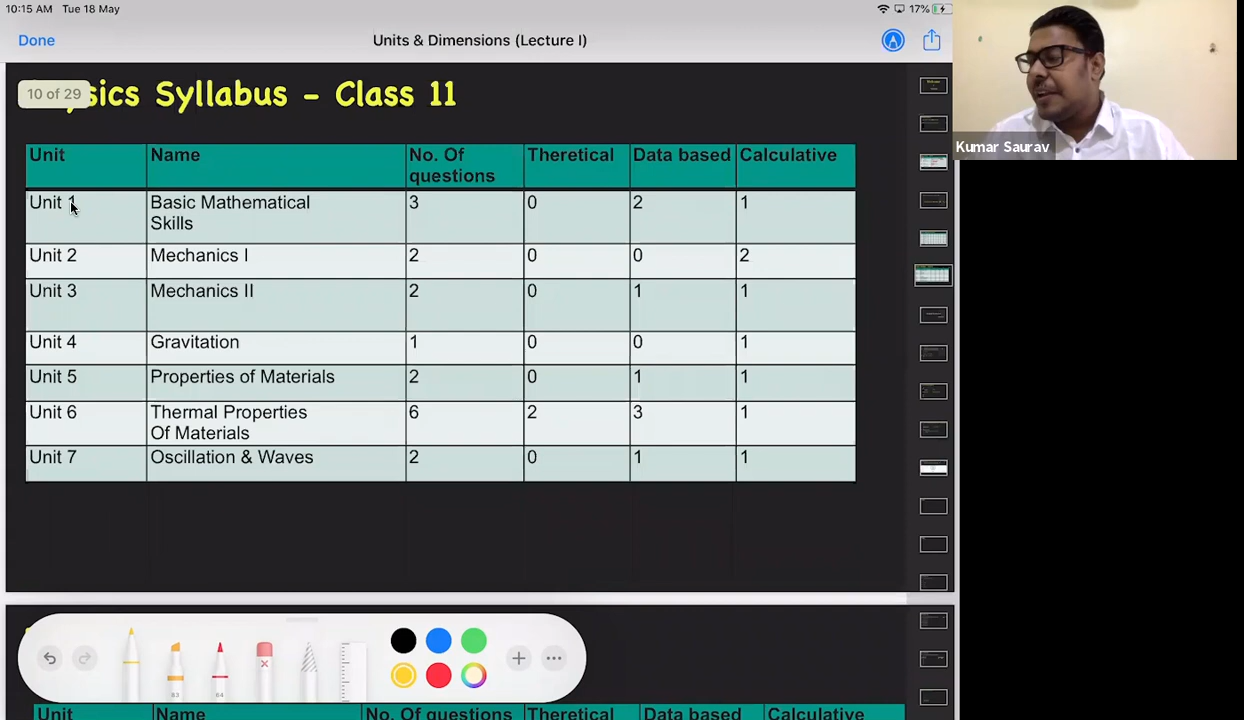 10:15 AM Tue 18 May
17%
Done
Units & Dimensions (Lecture I)
10 of 29
sics Syllabus - Class 11
Unit Name No. Of questions Theretical Data based Calculative
Unit 1 Basic Mathematical Skills 3 0 2 1
Unit 2 Mechanics I 2 0 0 2
Unit 3 Mechanics II 2 0 1 1
Unit 4 Gravitation 1 0 0 1
Unit 5 Properties of Materials 2 0 1 1
Unit 6 Thermal Properties Of Materials 6 2 3 1
Unit 7 Oscillation & Waves 2 0 1 1
Unit Name No. Of questions Theretical Data based Calculative
Kumar Saurav